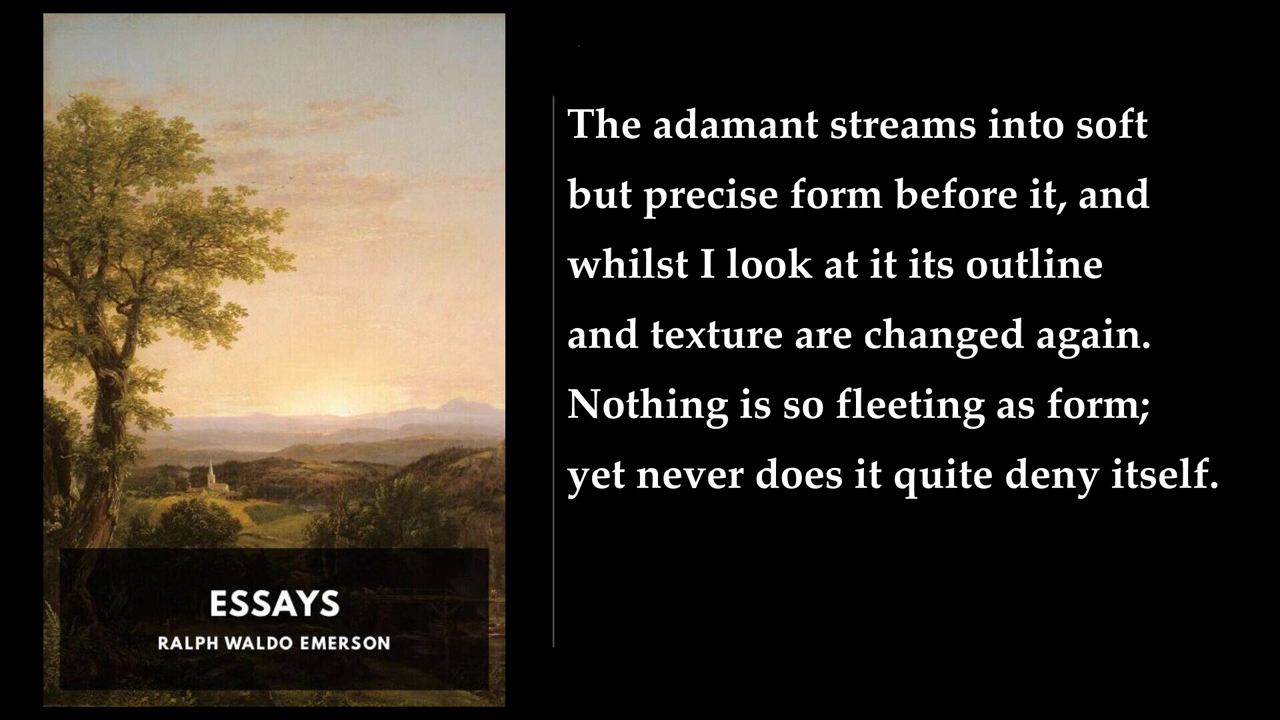 The adamant streams into soft
but precise form before it, and
whilst I look at it its outline
and texture are changed again.
Nothing is so fleeting as form;
yet never does it quite deny itself.
ESSAYS
RALPH WALDO EMERSON